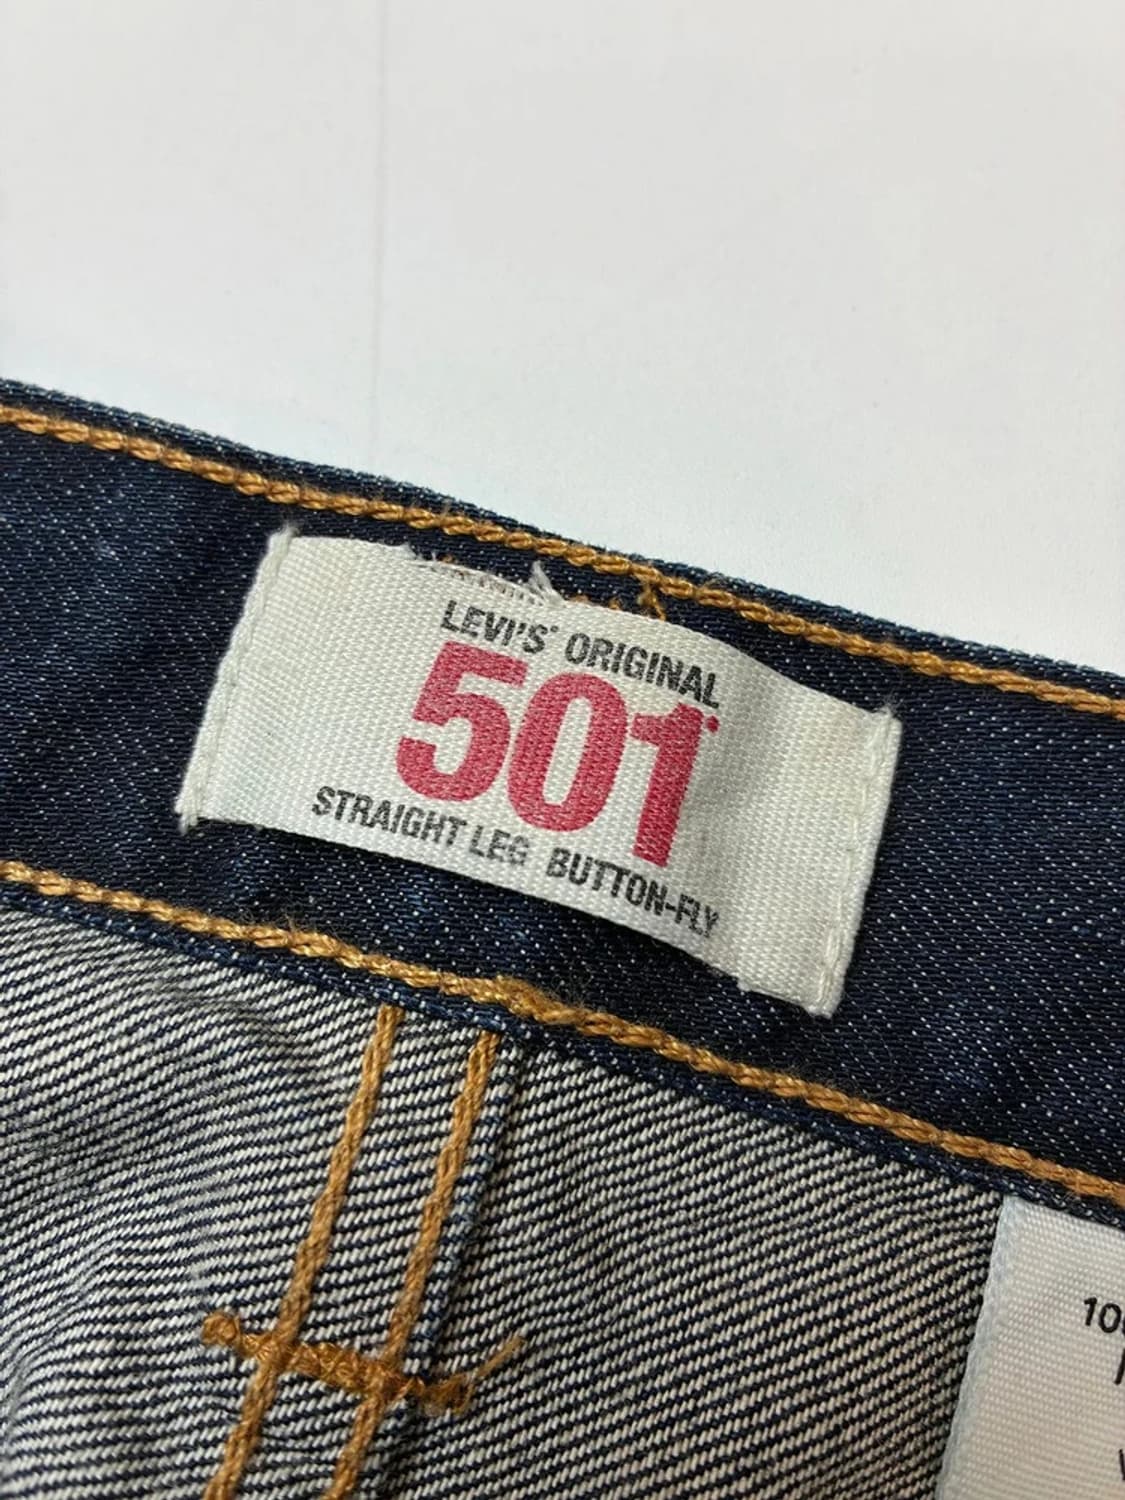 LEVI'S® ORIGINAL
501®
STRAIGHT LEG BUTTON-FLY